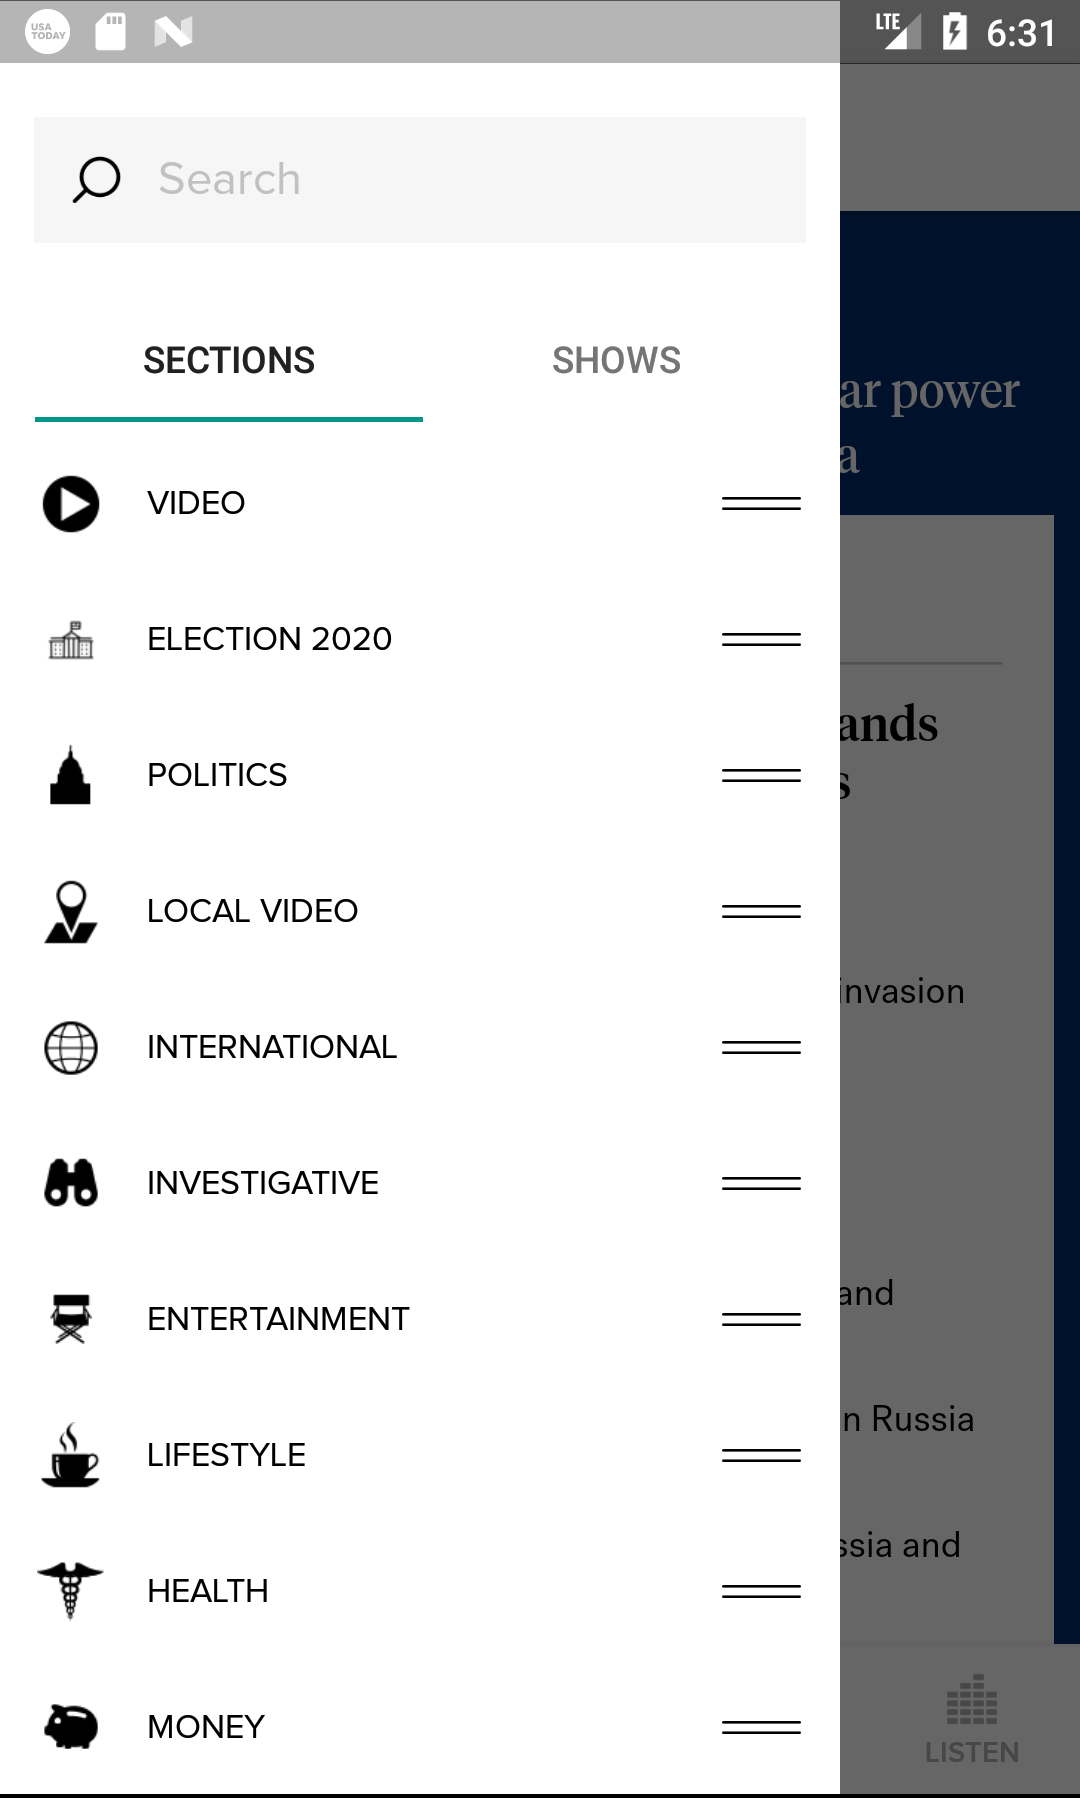 USA TODAY
LTE
6:31
Search
SECTIONS
SHOWS
ar power
a
VIDEO
ELECTION 2020
ands
s
POLITICS
LOCAL VIDEO
invasion
INTERNATIONAL
INVESTIGATIVE
and
ENTERTAINMENT
n Russia
LIFESTYLE
ssia and
HEALTH
MONEY
LISTEN